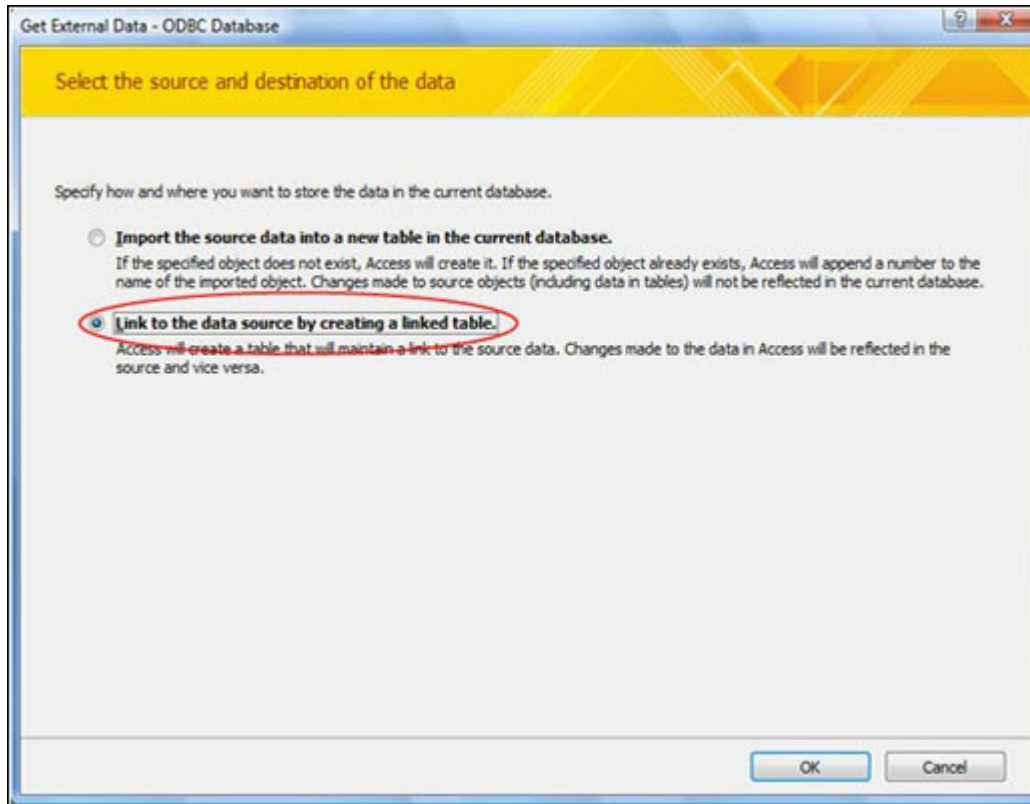 Get External Data - ODBC Database
Select the source and destination of the data
Specify how and where you want to store the data in the current database.
Import the source data into a new table in the current database.
If the specified object does not exist, Access will create it. If the specified object already exists, Access will append a number to the
name of the imported object. Changes made to source objects (including data in tables) will not be reflected in the current database.
Link to the data source by creating a linked table.
Access will create a table that will maintain a link to the source data. Changes made to the data in Access will be reflected in the
source and vice versa.
OK Cancel